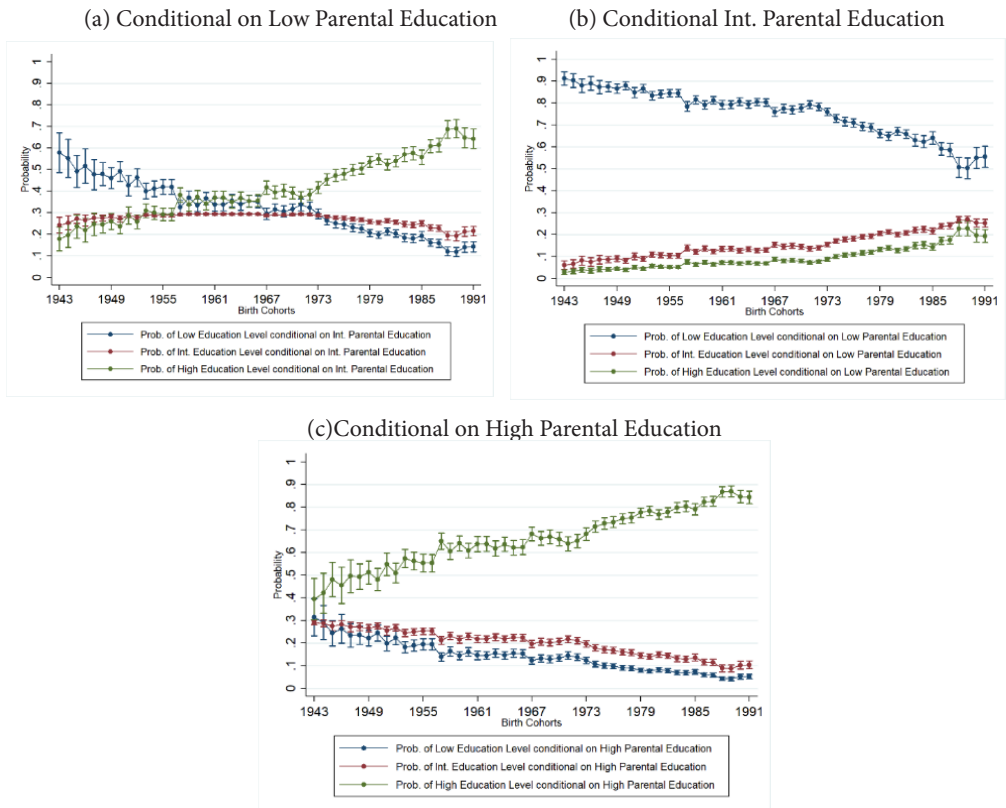 (a) Conditional on Low Parental Education
1
.9
.8
.7
.6
.5
.4
.3
.2
.1
0
Probability
1943 1949 1955 1961 1967 1973 1979 1985 1991
Birth Cohorts
Prob. of Low Education Level conditional on Int. Parental Education
Prob. of Int. Education Level conditional on Int. Parental Education
Prob. of High Education Level conditional on Int. Parental Education
(b) Conditional Int. Parental Education
1
.9
.8
.7
.6
.5
.4
.3
.2
.1
0
Probability
1943 1949 1955 1961 1967 1973 1979 1985 1991
Birth Cohorts
Prob. of Low Education Level conditional on Low Parental Education
Prob. of Int. Education Level conditional on Low Parental Education
Prob. of High Education Level conditional on Low Parental Education
(c)Conditional on High Parental Education
1
.9
.8
.7
.6
.5
.4
.3
.2
.1
0
Probability
1943 1949 1955 1961 1967 1973 1979 1985 1991
Birth Cohorts
Prob. of Low Education Level conditional on High Parental Education
Prob. of Int. Education Level conditional on High Parental Education
Prob. of High Education Level conditional on High Parental Education